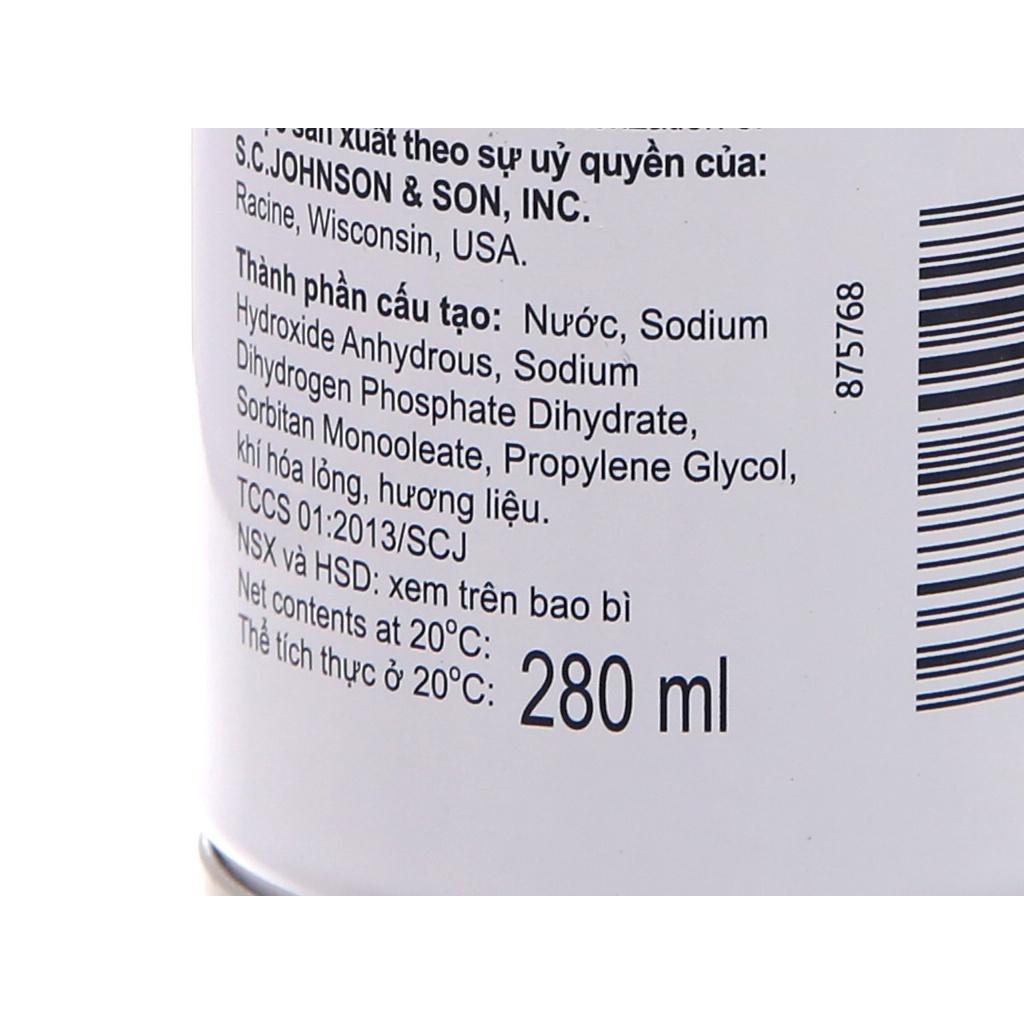 sản xuất theo sự uỷ quyền của:
S.C.JOHNSON & SON, INC.
Racine, Wisconsin, USA.
Thành phần cấu tạo: Nước, Sodium
Hydroxide Anhydrous, Sodium
Dihydrogen Phosphate Dihydrate,
Sorbitan Monooleate, Propylene Glycol,
khí hóa lỏng, hương liệu.
TCCS 01:2013/SCJ
NSX và HSD: xem trên bao bì
Net contents at 20°C:
Thể tích thực ở 20°C: 280 ml
875768